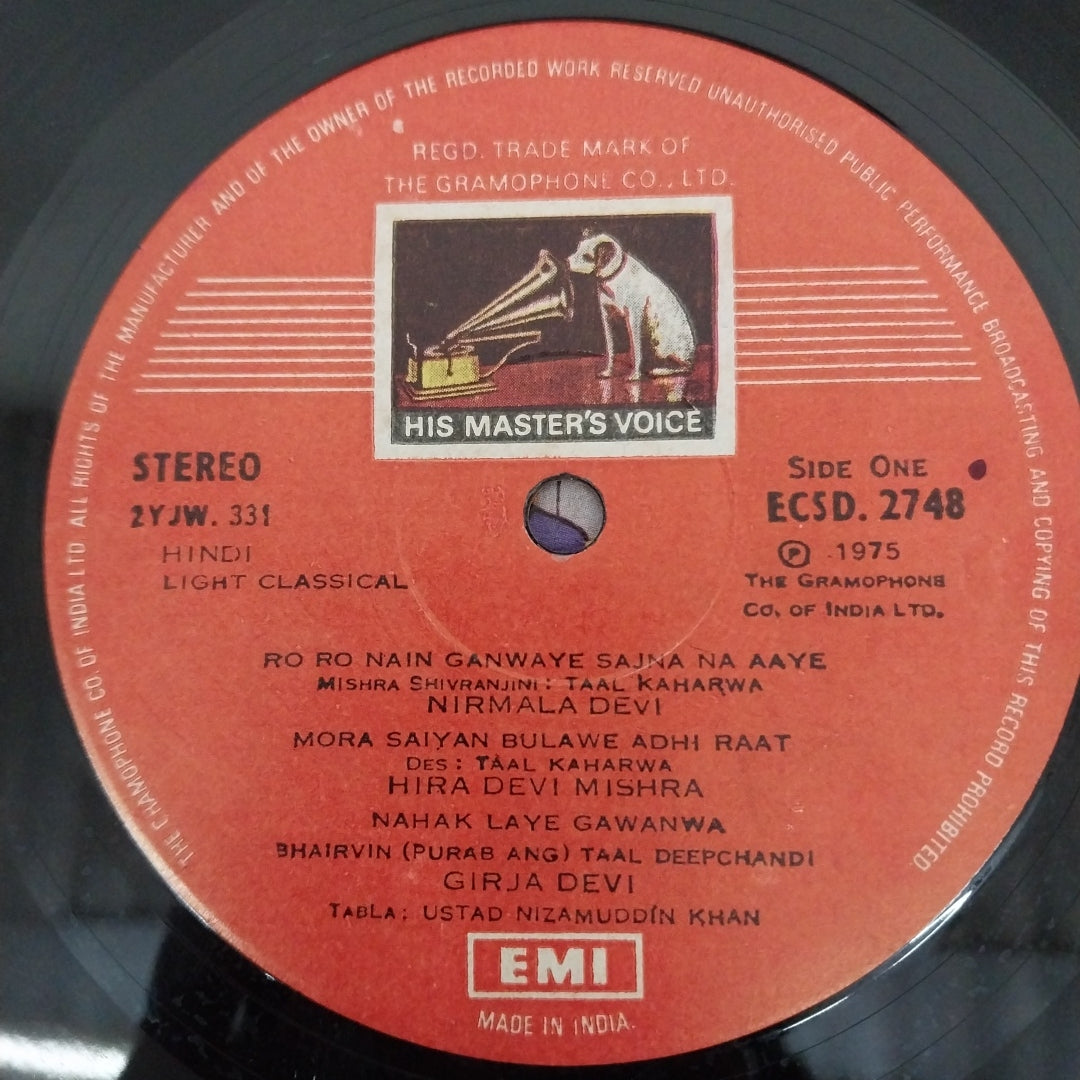 THE GRAMOPHONE CO. OF INDIA LTD. ALL RIGHTS OF THE MANUFACTURER AND OF THE OWNER OF THE RECORDED WORK RESERVED UNAUTHORISED PUBLIC PERFORMANCE BROADCASTING AND COPYING OF THIS RECORD PROHIBITED
REGD. TRADE MARK OF
THE GRAMOPHONE CO., LTD.
HIS MASTER'S VOICE
STEREO
2YJW. 331
HINDI
LIGHT CLASSICAL
SIDE ONE
ECSD. 2748
℗ 1975
THE GRAMOPHONE
CO. OF INDIA LTD.
RO RO NAIN GANWAYE SAJNA NA AAYE
MISHRA SHIVRANJINI: TAAL KAHARWA
NIRMALA DEVI
MORA SAIYAN BULAWE ADHI RAAT
DES: TAAL KAHARWA
HIRA DEVI MISHRA
NAHAK LAYE GAWANWA
BHAIRVIN (PURAB ANG) TAAL DEEPCHANDI
GIRJA DEVI
TABLA: USTAD NIZAMUDDIN KHAN
EMI
MADE IN INDIA.